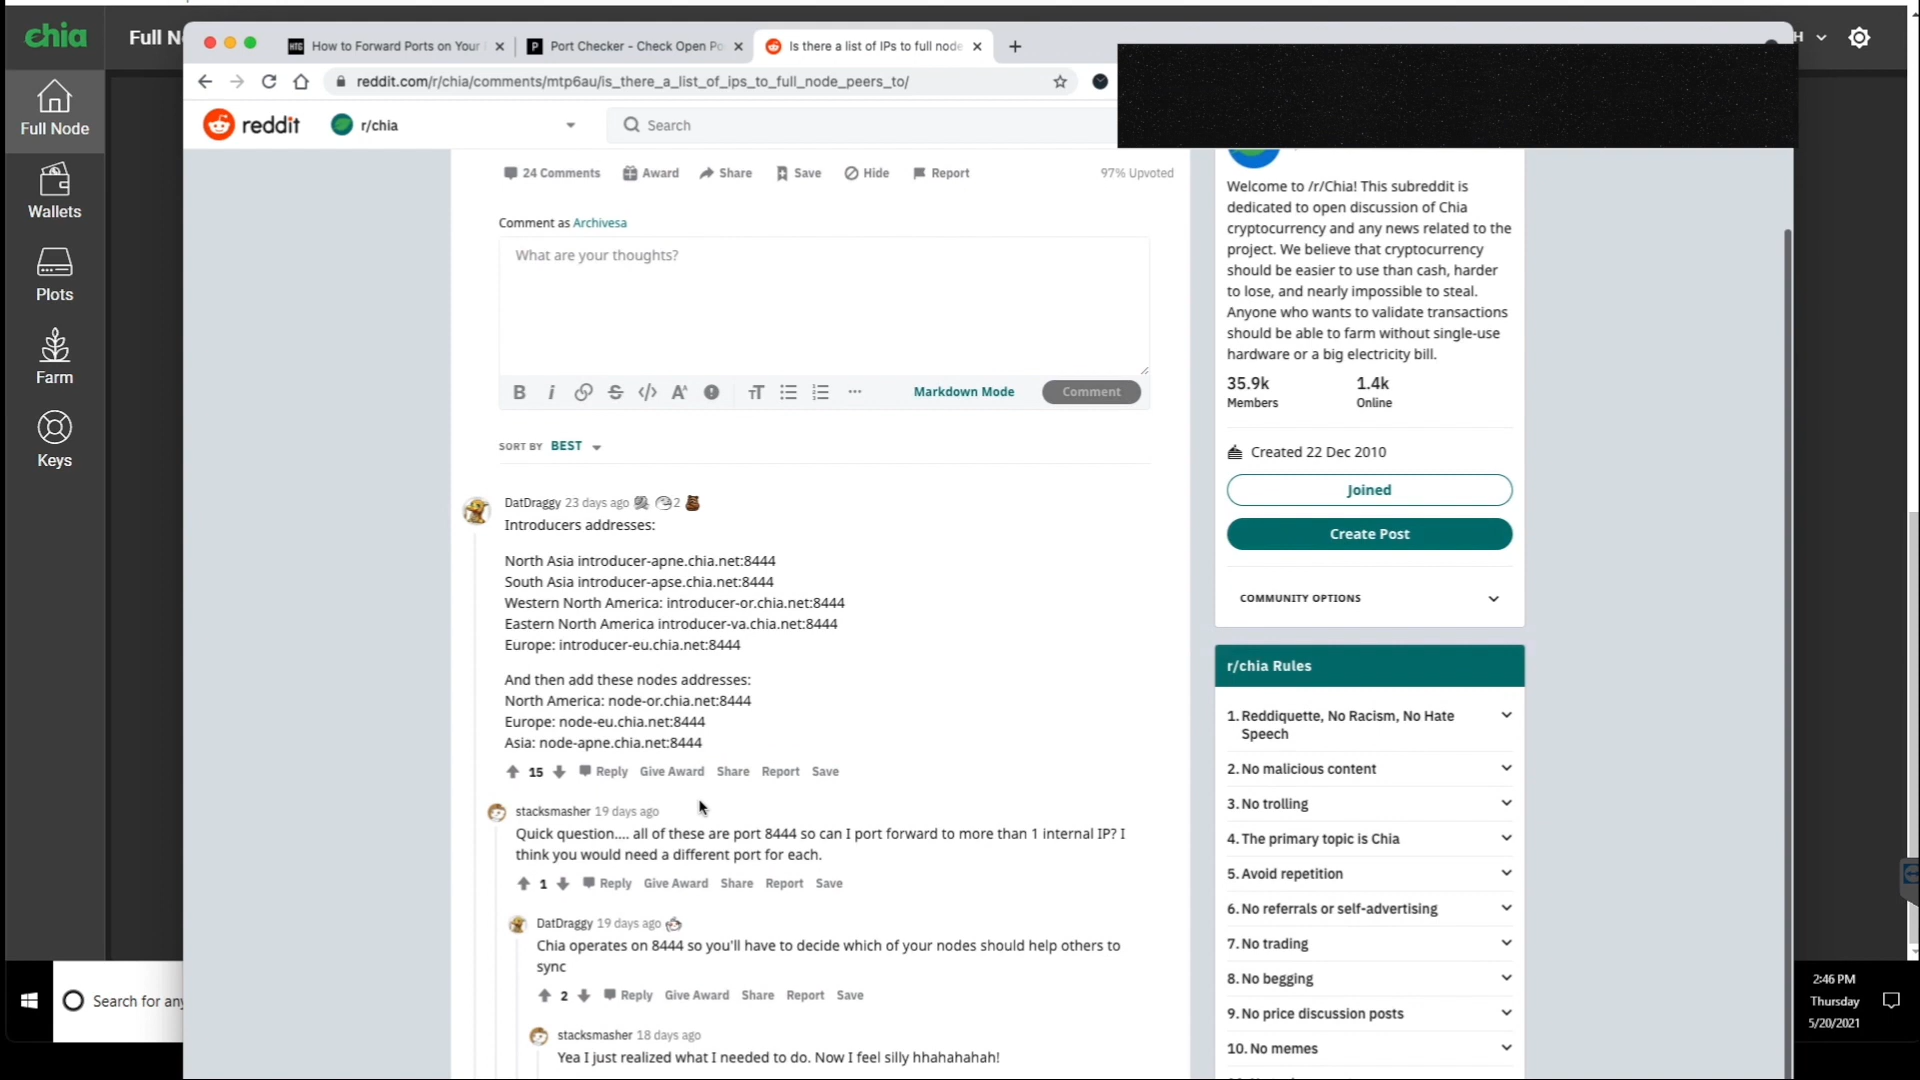 chia
Full N
H
How to Forward Ports on Your
Port Checker - Check Open Po
Is there a list of IPs to full node
reddit.com/r/chia/comments/mtp6au/is_there_a_list_of_ips_to_full_node_peers_to/
reddit
r/chia
Search
Full Node
Wallets
Plots
Farm
Keys
24 Comments
Award
Share
Save
Hide
Report
97% Upvoted
Comment as Archivesa
What are your thoughts?
Markdown Mode
Comment
SORT BY BEST
DatDraggy 23 days ago 2
Introducers addresses:
North Asia introducer-apne.chia.net:8444
South Asia introducer-apse.chia.net:8444
Western North America: introducer-or.chia.net:8444
Eastern North America introducer-va.chia.net:8444
Europe: introducer-eu.chia.net:8444
And then add these nodes addresses:
North America: node-or.chia.net:8444
Europe: node-eu.chia.net:8444
Asia: node-apne.chia.net:8444
15 Reply Give Award Share Report Save
stacksmasher 19 days ago
Quick question.... all of these are port 8444 so can I port forward to more than 1 internal IP? I
think you would need a different port for each.
1 Reply Give Award Share Report Save
DatDraggy 19 days ago
Chia operates on 8444 so you'll have to decide which of your nodes should help others to
sync
2 Reply Give Award Share Report Save
stacksmasher 18 days ago
Yea I just realized what I needed to do. Now I feel silly hhahahahah!
Welcome to /r/Chia! This subreddit is
dedicated to open discussion of Chia
cryptocurrency and any news related to the
project. We believe that cryptocurrency
should be easier to use than cash, harder
to lose, and nearly impossible to steal.
Anyone who wants to validate transactions
should be able to farm without single-use
hardware or a big electricity bill.
35.9k
Members
1.4k
Online
Created 22 Dec 2010
Joined
Create Post
COMMUNITY OPTIONS
r/chia Rules
1. Reddiquette, No Racism, No Hate
Speech
2. No malicious content
3. No trolling
4. The primary topic is Chia
5. Avoid repetition
6. No referrals or self-advertising
7. No trading
8. No begging
9. No price discussion posts
10. No memes
Search for any
2:46 PM
Thursday
5/20/2021